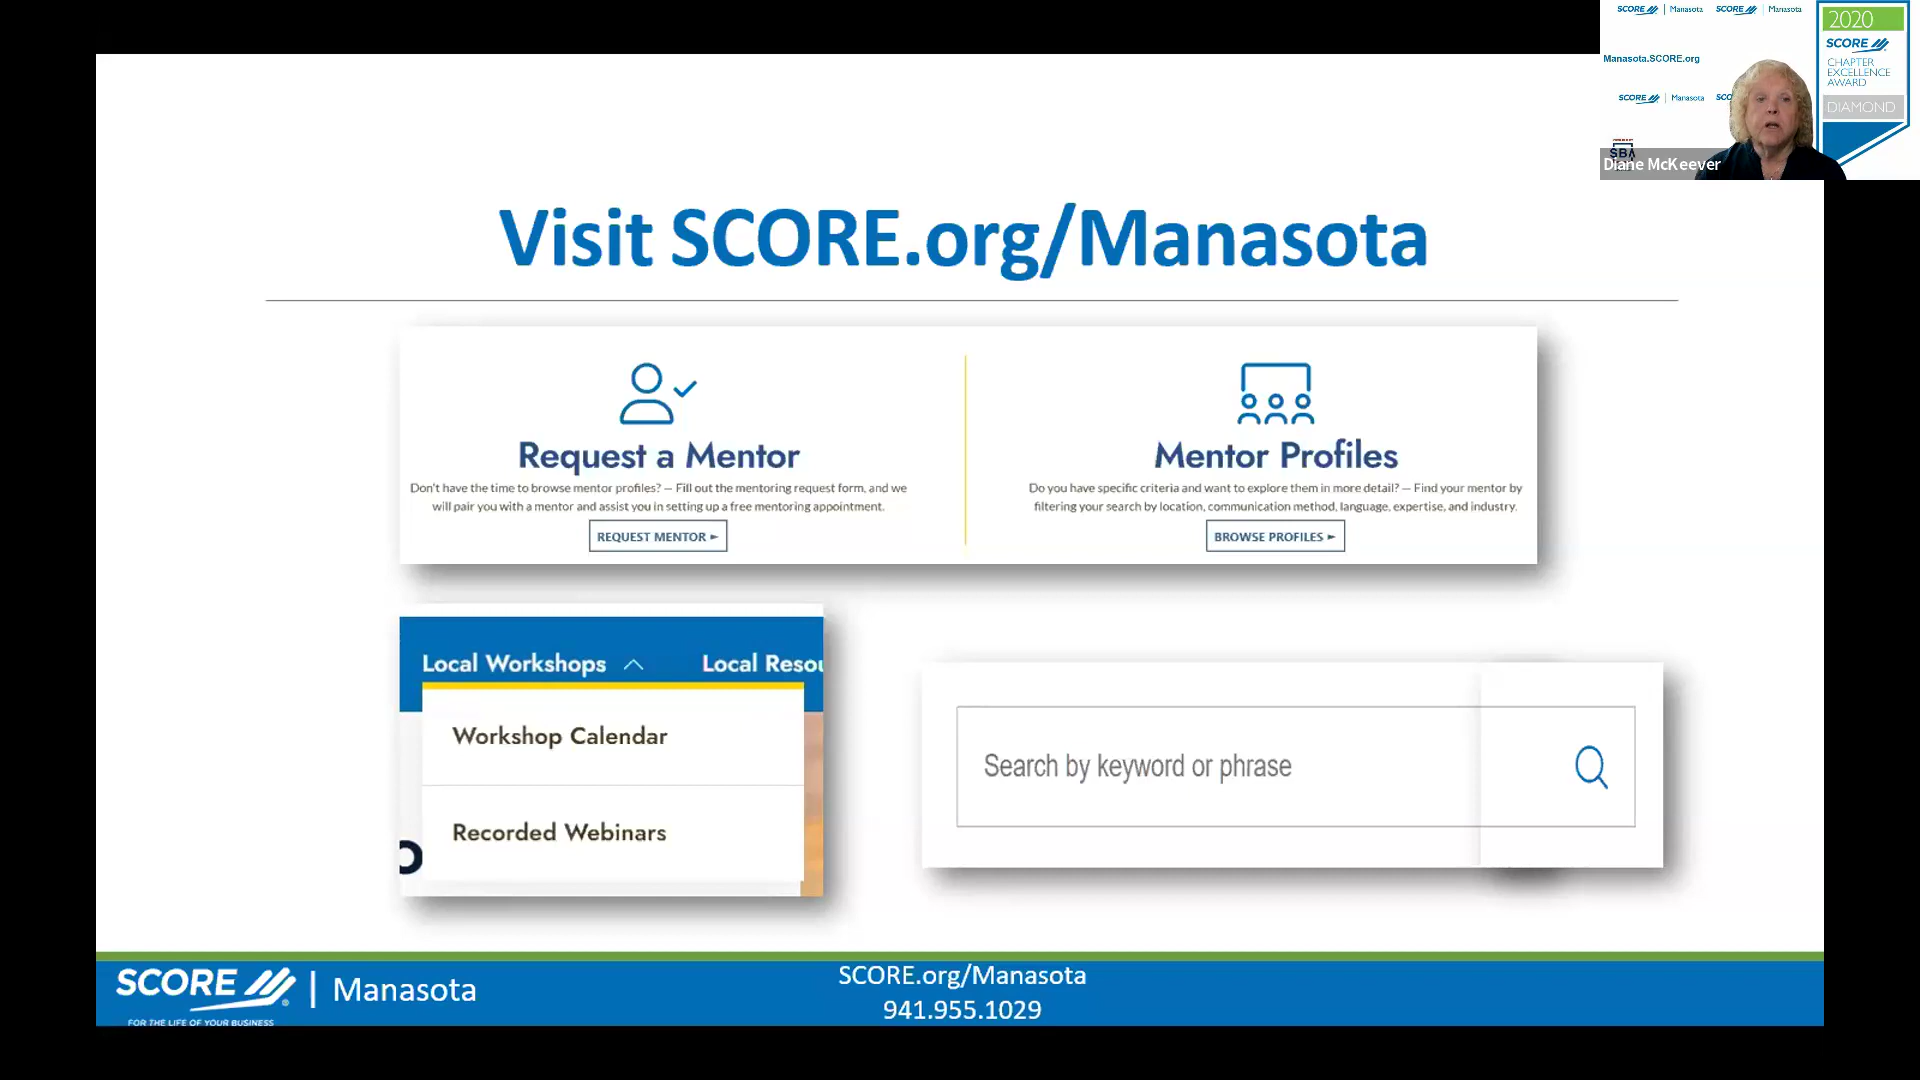 SCORE | Manasota SCORE | Manasota
Manasota.SCORE.org
SCORE | Manasota SCO
SBA
Diane McKeever
2020
SCORE
CHAPTER
EXCELLENCE
AWARD
DIAMOND
Visit SCORE.org/Manasota
Request a Mentor
Don't have the time to browse mentor profiles? — Fill out the mentoring request form, and we
will pair you with a mentor and assist you in setting up a free mentoring appointment.
REQUEST MENTOR ►
Mentor Profiles
Do you have specific criteria and want to explore them in more detail? — Find your mentor by
filtering your search by location, communication method, language, expertise, and industry.
BROWSE PROFILES ►
Local Workshops Local Resou
Workshop Calendar
Recorded Webinars
o
Search by keyword or phrase
SCORE ® | Manasota
FOR THE LIFE OF YOUR BUSINESS
SCORE.org/Manasota
941.955.1029